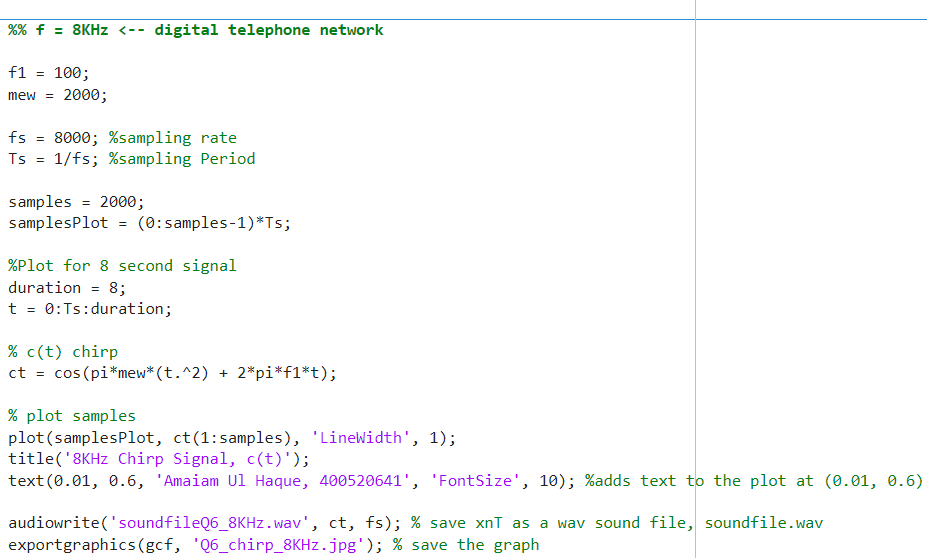 %% f = 8KHz <-- digital telephone network
f1 = 100;
mew = 2000;
fs = 8000; %sampling rate
Ts = 1/fs; %sampling Period
samples = 2000;
samplesPlot = (0:samples-1)*Ts;
%Plot for 8 second signal
duration = 8;
t = 0:Ts:duration;
% c(t) chirp
ct = cos(pi*mew*(t.^2) + 2*pi*f1*t);
% plot samples
plot(samplesPlot, ct(1:samples), 'LineWidth', 1);
title('8KHz Chirp Signal, c(t)');
text(0.01, 0.6, 'Amaiam Ul Haque, 400520641', 'FontSize', 10); %adds text to the plot at (0.01, 0.6)
audiowrite('soundfileQ6_8KHz.wav', ct, fs); % save xnT as a wav sound file, soundfile.wav
exportgraphics(gcf, 'Q6_chirp_8KHz.jpg'); % save the graph